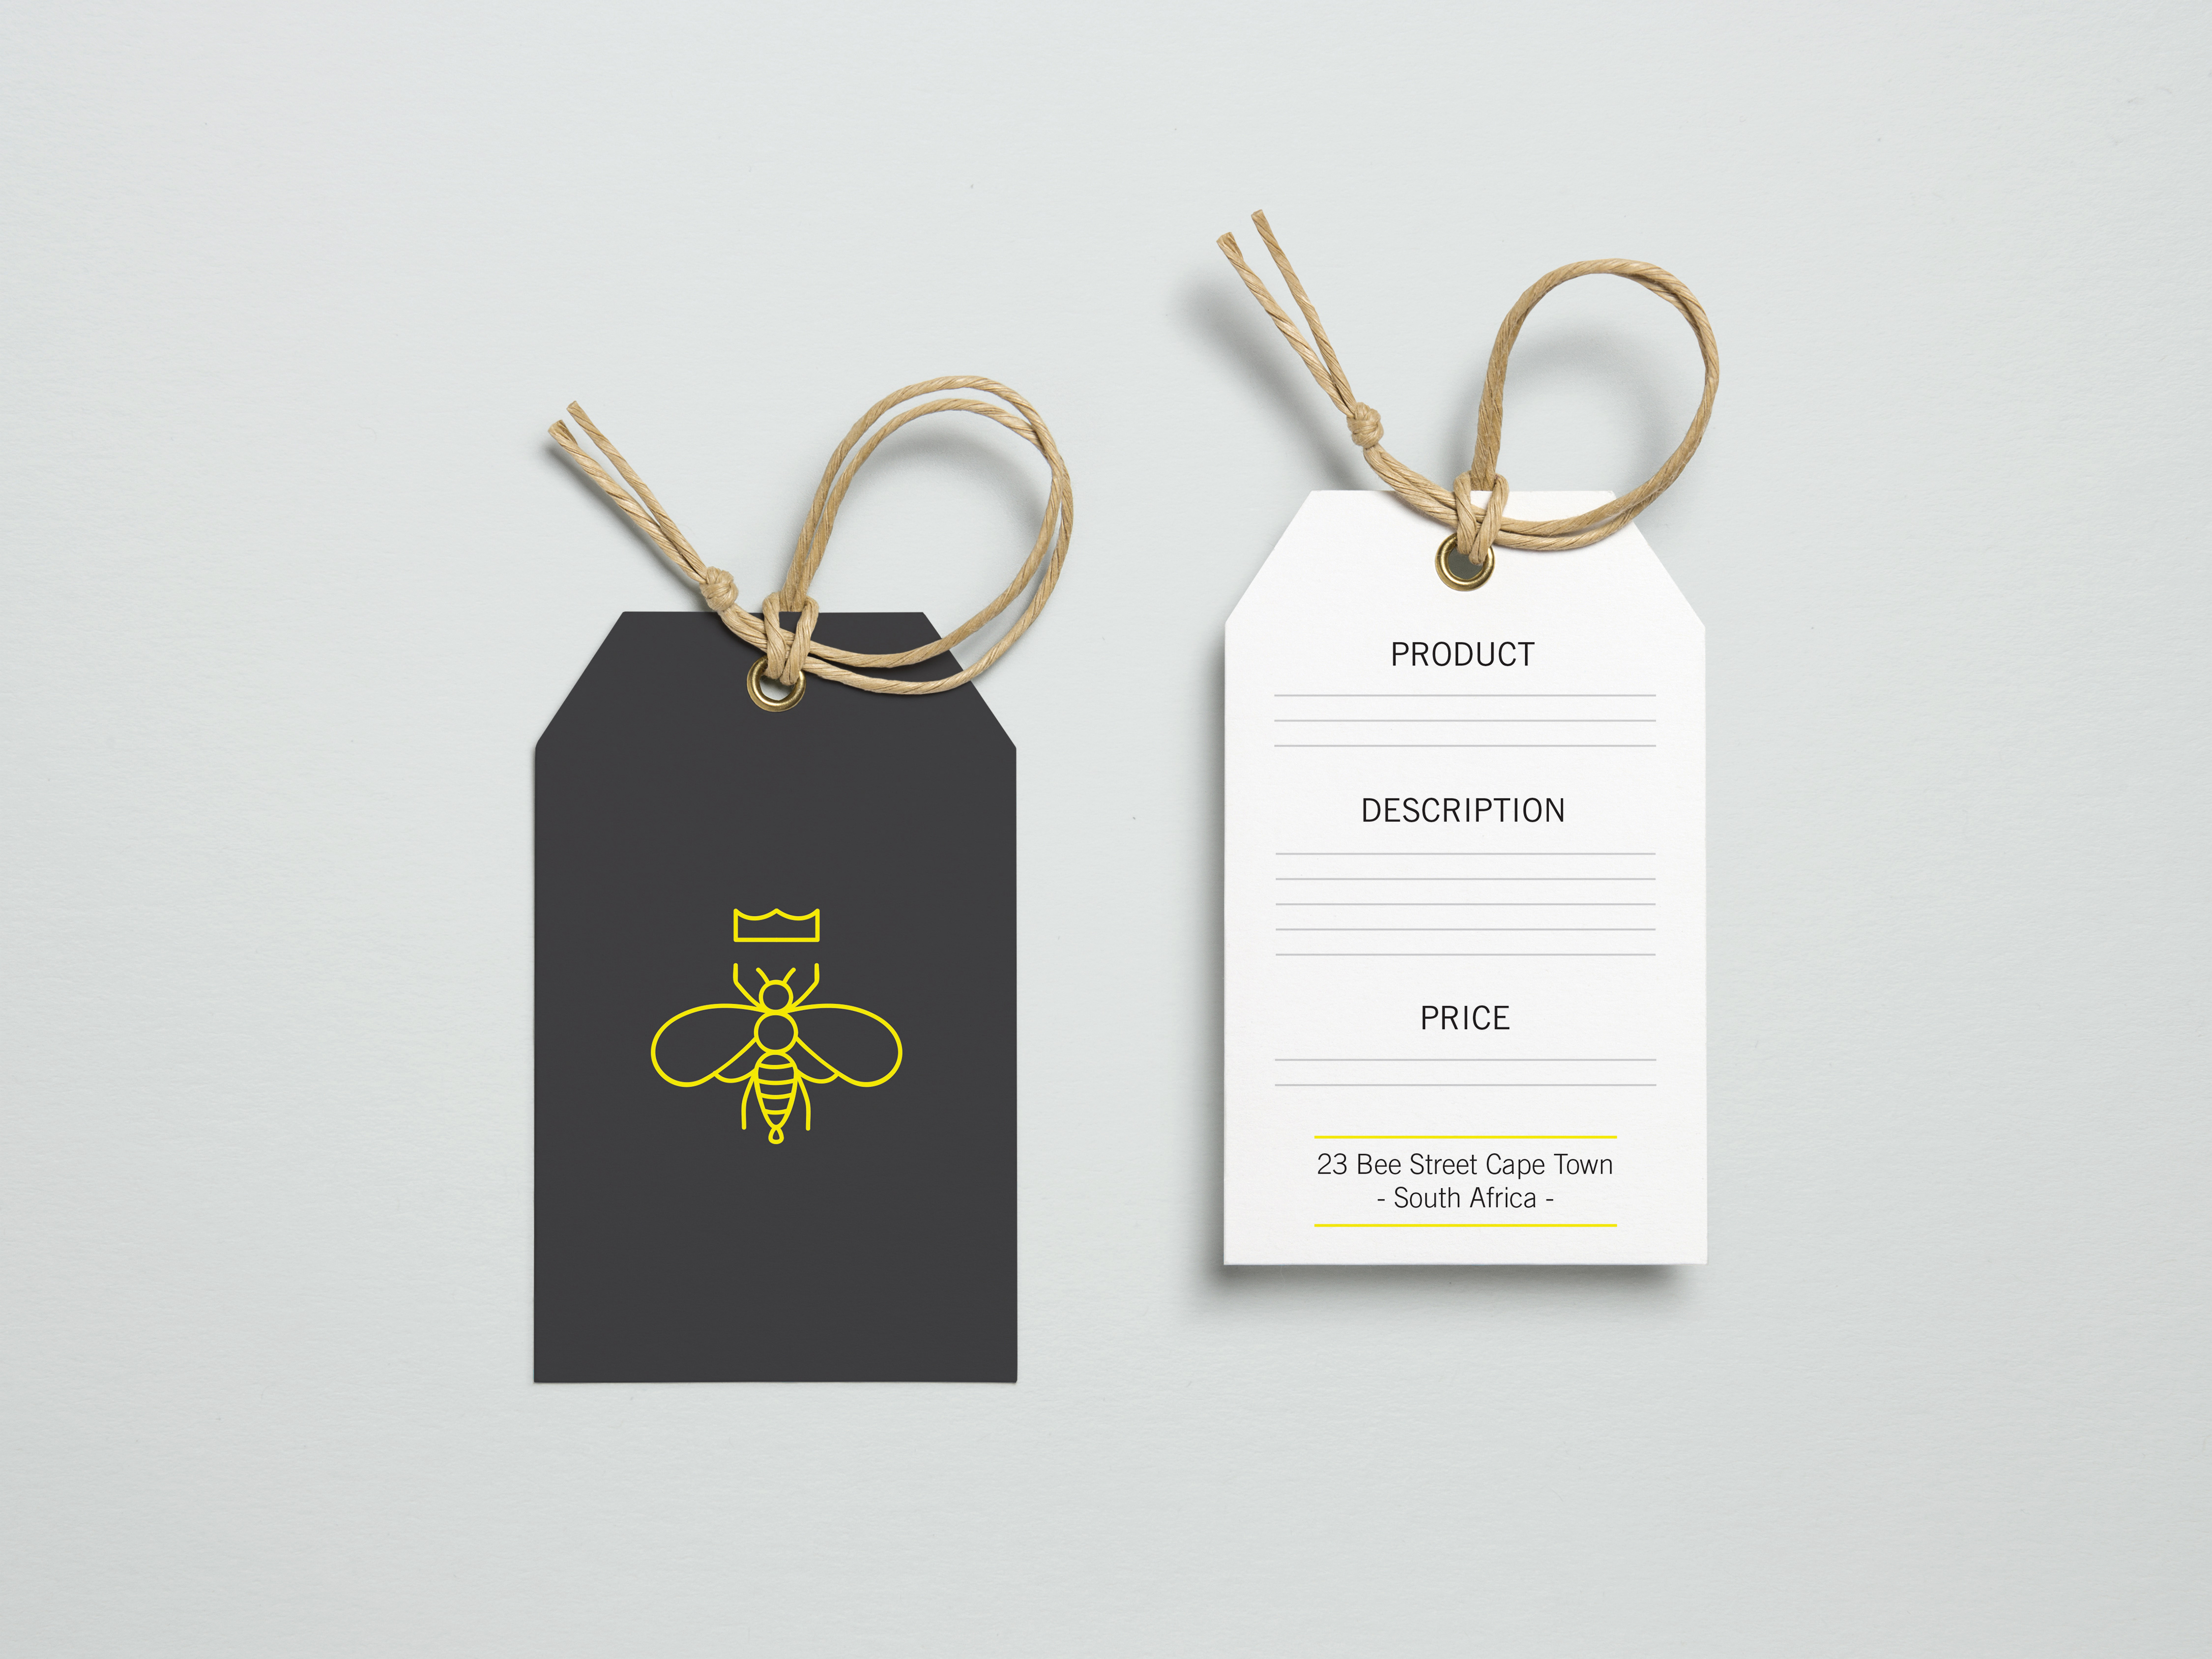 PRODUCT
DESCRIPTION
PRICE
23 Bee Street Cape Town
- South Africa -